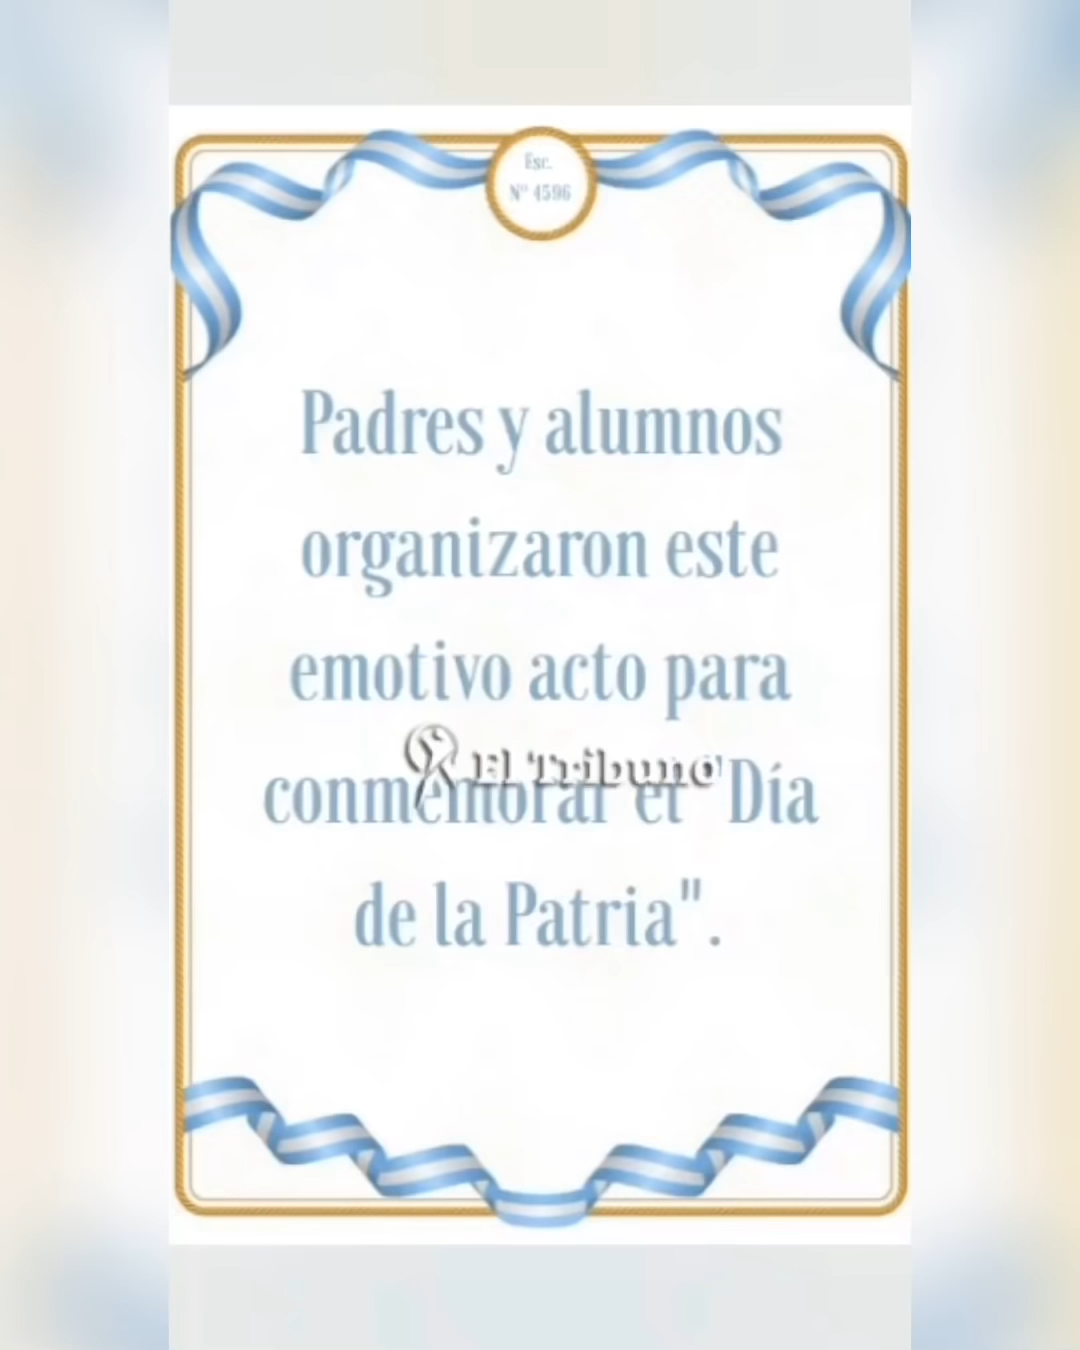 Esc.
Nº 4596
Padres y alumnos
organizaron este
emotivo acto para
El Tribuno
conmemorar el "Día
de la Patria".